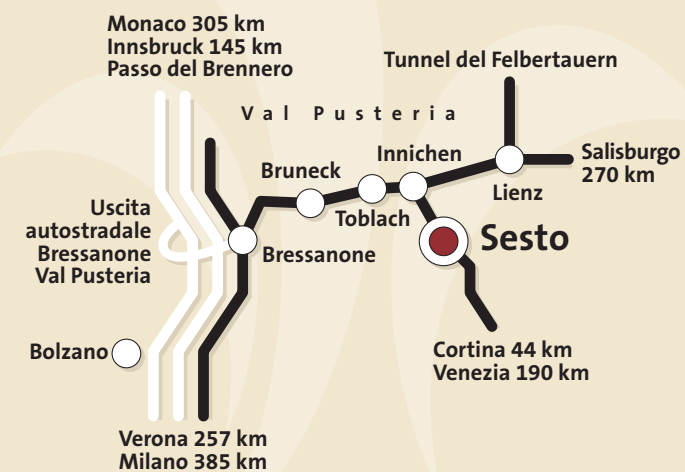 Monaco 305 km
Innsbruck 145 km
Passo del Brennero
Tunnel del Felbertauern
Val Pusteria
Salisburgo
270 km
Innichen
Bruneck
Lienz
Toblach
Uscita
autostradale
Bressanone
Val Pusteria
Sesto
Bressanone
Bolzano
Cortina 44 km
Venezia 190 km
Verona 257 km
Milano 385 km